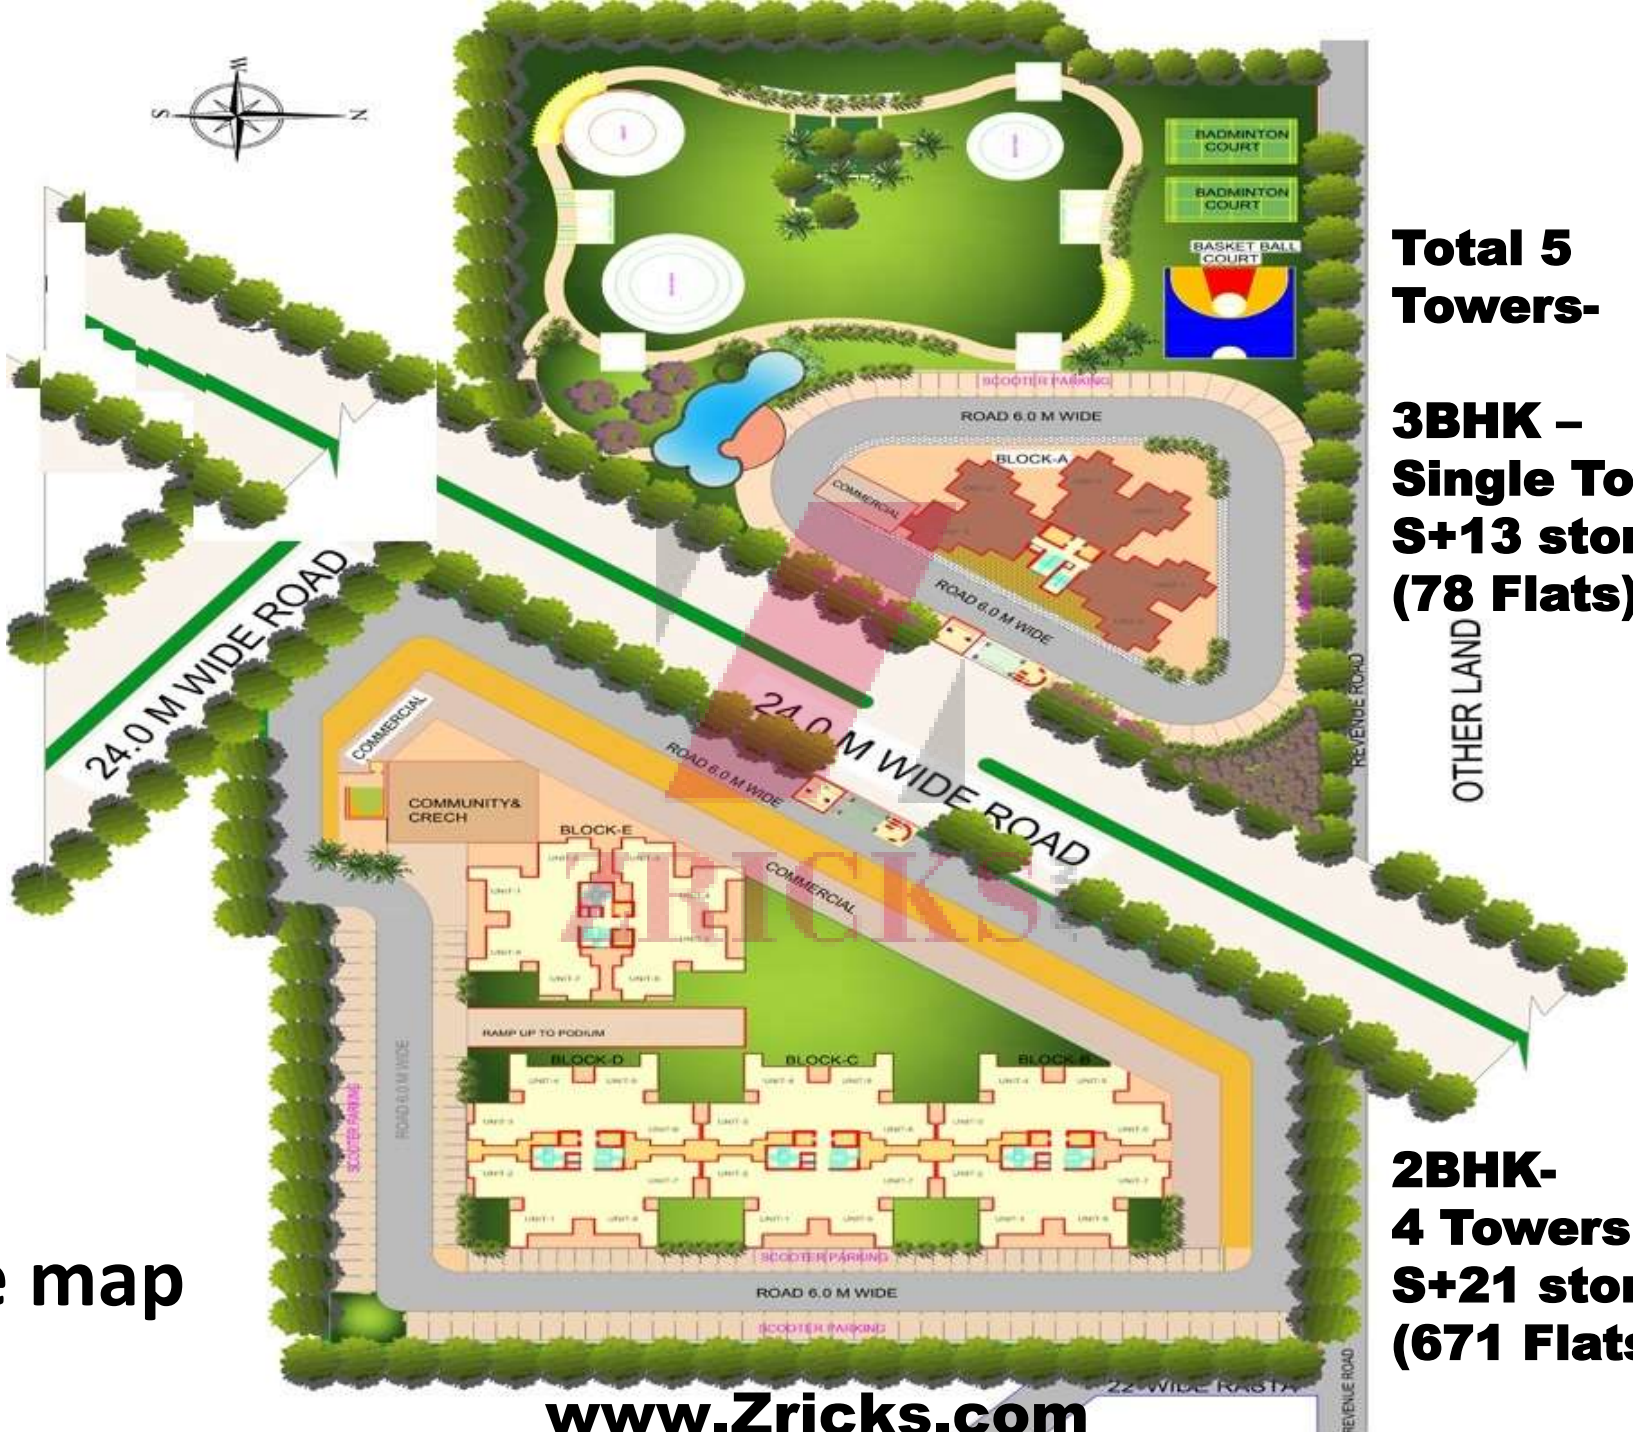 W
S
N
BADMINTON
COURT
BADMINTON
COURT
BASKET BALL
COURT
Total 5
Towers-
SCOOTER PARKING
ROAD 6.0 M WIDE
BLOCK-A
COMMERCIAL
3BHK –
Single To
S+13 stor
(78 Flats)
ROAD 6.0 M WIDE
24.0 M WIDE ROAD
24.0 M WIDE ROAD
REVENUE ROAD
OTHER LAND
COMMERCIAL
ROAD 6.0 M WIDE
COMMUNITY&
CRECH
BLOCK-E
COMMERCIAL
UNIT-1
ZRICKS
RAMP UP TO PODIUM
BLOCK-D
BLOCK-C
BLOCK-B
ROAD 6.0 M WIDE
SCOOTER PARKING
2BHK-
4 Towers
S+21 stor
(671 Flats
SCOOTER PARKING
ROAD 6.0 M WIDE
SCOOTER PARKING
e map
22' WIDE RASTA
REVENUE ROAD
www.Zricks.com